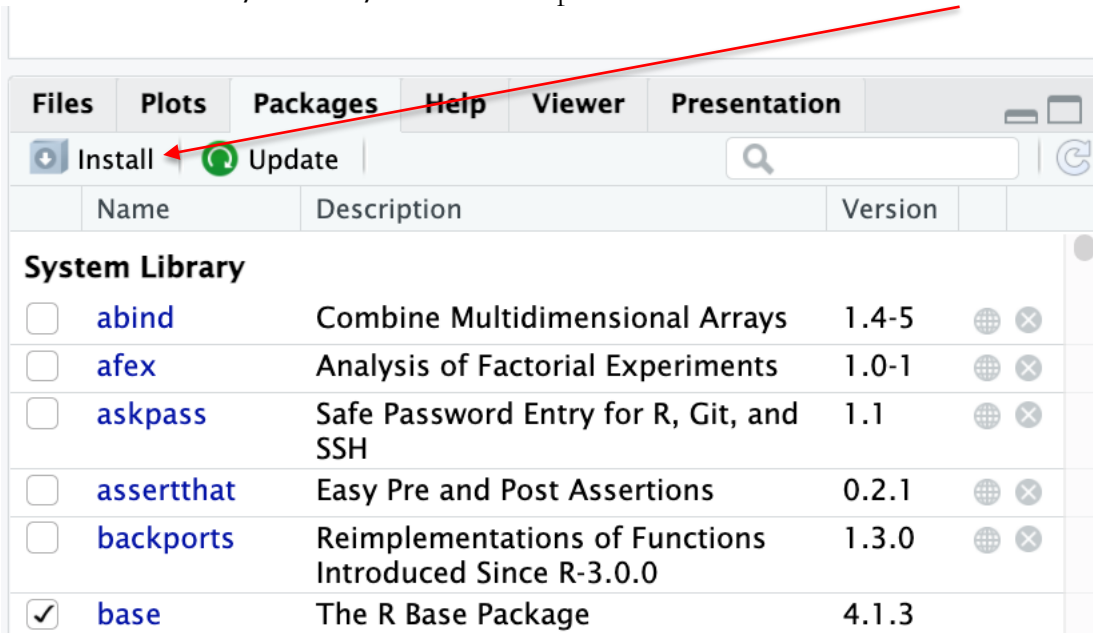 Files Plots Packages Help Viewer Presentation
Install Update
Name Description Version
System Library
abind Combine Multidimensional Arrays 1.4-5
afex Analysis of Factorial Experiments 1.0-1
askpass Safe Password Entry for R, Git, and 1.1
SSH
assertthat Easy Pre and Post Assertions 0.2.1
backports Reimplementations of Functions 1.3.0
Introduced Since R-3.0.0
base The R Base Package 4.1.3